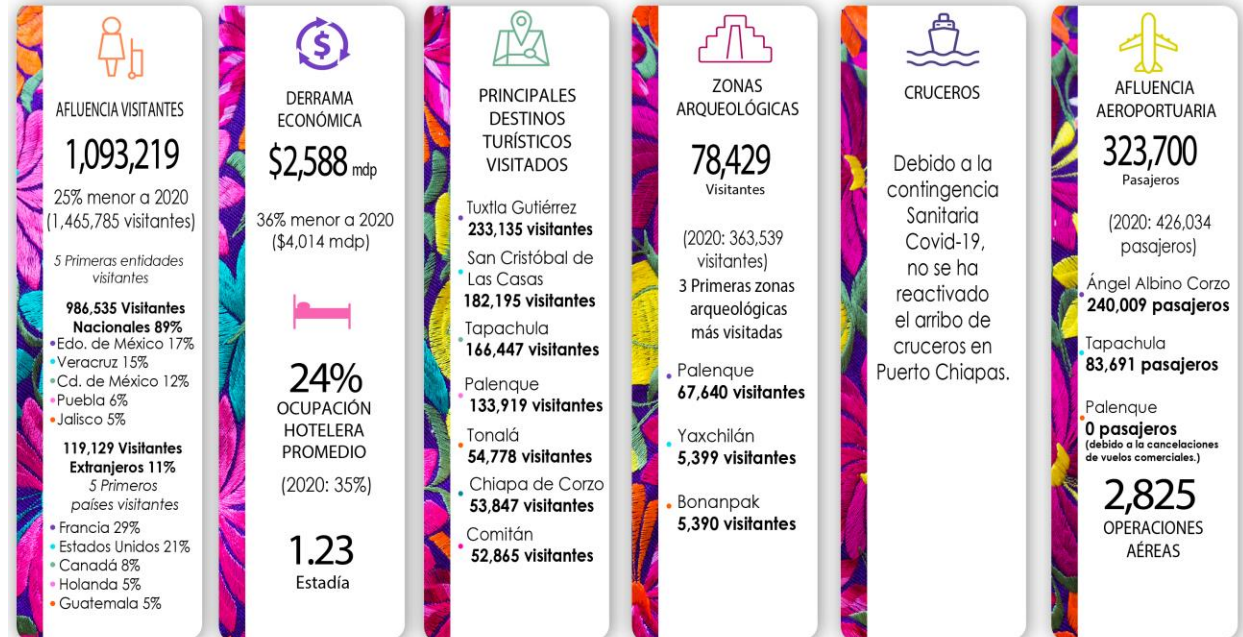 AFLUENCIA VISITANTES
1,093,219
25% menor a 2020
(1,465,785 visitantes)
5 Primeras entidades
visitantes
986,535 Visitantes
Nacionales 89%
• Edo. de México 17%
• Veracruz 15%
• Cd. de México 12%
• Puebla 6%
• Jalisco 5%
119,129 Visitantes
Extranjeros 11%
5 Primeros
países visitantes
• Francia 29%
• Estados Unidos 21%
• Canadá 8%
• Holanda 5%
• Guatemala 5%
$
DERRAMA
ECONÓMICA
$2,588 mdp
36% menor a 2020
($4,014 mdp)
24%
OCUPACIÓN
HOTELERA
PROMEDIO
(2020: 35%)
1.23
Estadía
PRINCIPALES
DESTINOS
TURÍSTICOS
VISITADOS
• Tuxtla Gutiérrez
233,135 visitantes
• San Cristóbal de
Las Casas
182,195 visitantes
• Tapachula
166,447 visitantes
• Palenque
133,919 visitantes
• Tonalá
54,778 visitantes
• Chiapa de Corzo
53,847 visitantes
• Comitán
52,865 visitantes
ZONAS
ARQUEOLÓGICAS
78,429
Visitantes
(2020: 363,539
visitantes)
3 Primeras zonas
arqueológicas
más visitadas
• Palenque
67,640 visitantes
• Yaxchilán
5,399 visitantes
• Bonanpak
5,390 visitantes
CRUCEROS
Debido a la
contingencia
Sanitaria
Covid-19,
no se ha
reactivado
el arribo de
cruceros en
Puerto Chiapas.
AFLUENCIA
AEROPORTUARIA
323,700
Pasajeros
(2020: 426,034
pasajeros)
• Ángel Albino Corzo
240,009 pasajeros
• Tapachula
83,691 pasajeros
• Palenque
0 pasajeros
(debido a la cancelaciones
de vuelos comerciales.)
2,825
OPERACIONES
AÉREAS